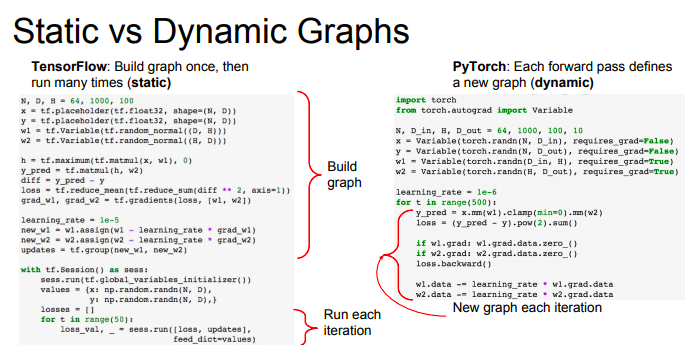 Static vs Dynamic Graphs
TensorFlow: Build graph once, then
run many times (static)
N, D, H = 64, 1000, 100
x = tf.placeholder(tf.float32, shape=(N, D))
y = tf.placeholder(tf.float32, shape=(N, D))
w1 = tf.Variable(tf.random_normal((D, H)))
w2 = tf.Variable(tf.random_normal((H, D)))
h = tf.maximum(tf.matmul(x, w1), 0)
y_pred = tf.matmul(h, w2)
diff = y_pred - y
loss = tf.reduce_mean(tf.reduce_sum(diff ** 2, axis=1))
grad_w1, grad_w2 = tf.gradients(loss, [w1, w2])
learning_rate = 1e-5
new_w1 = w1.assign(w1 - learning_rate * grad_w1)
new_w2 = w2.assign(w2 - learning_rate * grad_w2)
updates = tf.group(new_w1, new_w2)
with tf.Session() as sess:
sess.run(tf.global_variables_initializer())
values = {x: np.random.randn(N, D),
y: np.random.randn(N, D),}
losses = []
for t in range(50):
loss_val, _ = sess.run([loss, updates],
feed_dict=values)
Build
graph
Run each
iteration
PyTorch: Each forward pass defines
a new graph (dynamic)
import torch
from torch.autograd import Variable
N, D_in, H, D_out = 64, 1000, 100, 10
x = Variable(torch.randn(N, D_in), requires_grad=False)
y = Variable(torch.randn(N, D_out), requires_grad=False)
w1 = Variable(torch.randn(D_in, H), requires_grad=True)
w2 = Variable(torch.randn(H, D_out), requires_grad=True)
learning_rate = 1e-6
for t in range(500):
y_pred = x.mm(w1).clamp(min=0).mm(w2)
loss = (y_pred - y).pow(2).sum()
if w1.grad: w1.grad.data.zero_()
if w2.grad: w2.grad.data.zero_()
loss.backward()
w1.data -= learning_rate * w1.grad.data
w2.data -= learning_rate * w2.grad.data
New graph each iteration